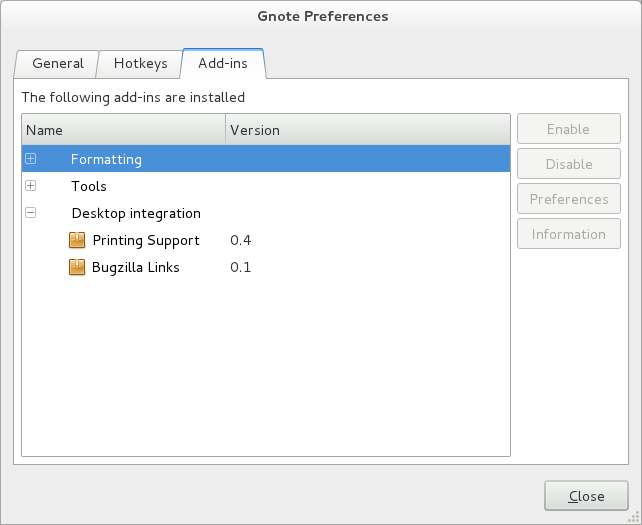 Gnote Preferences
General Hotkeys Add-ins
The following add-ins are installed
Name Version
Enable
Formatting
Disable
Tools
Preferences
Desktop integration
Information
Printing Support 0.4
Bugzilla Links 0.1
Close